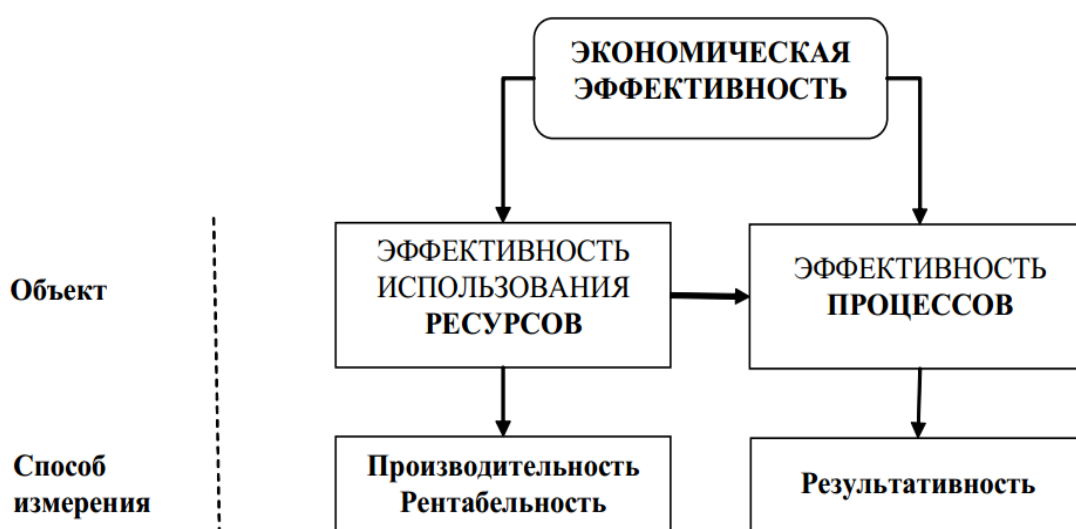 ЭКОНОМИЧЕСКАЯ
ЭФФЕКТИВНОСТЬ
Объект
ЭФФЕКТИВНОСТЬ
ИСПОЛЬЗОВАНИЯ
РЕСУРСОВ
ЭФФЕКТИВНОСТЬ
ПРОЦЕССОВ
Способ
измерения
Производительность
Рентабельность
Результативность